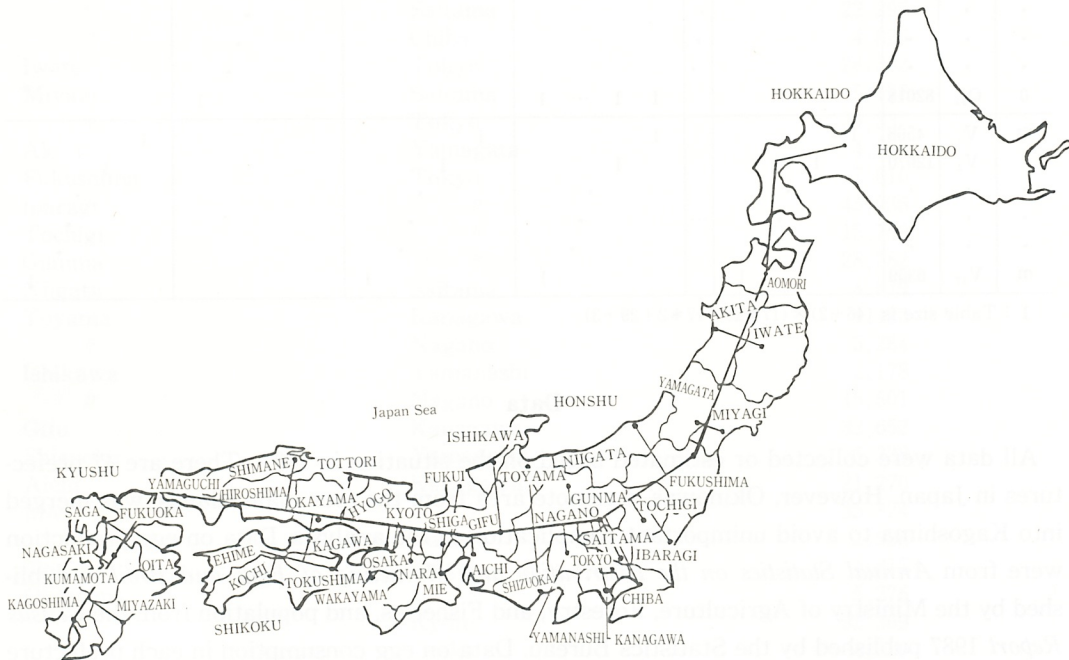 HOKKAIDO
HOKKAIDO
AOMORI
AKITA
IWATE
YAMAGATA
MIYAGI
Japan Sea
HONSHU
ISHIKAWA
NIIGATA
FUKUSHIMA
TOYAMA
FUKUI
GUNMA
TOCHIGI
KYUSHU
SHIMANE
TOTTORI
YAMAGUCHI
HIROSHIMA
OKAYAMA
HYOGO
KYOTO
SHIGA
GIFU
NAGANO
SAITAMA
IBARAGI
SAGA
FUKUOKA
NAGASAKI
OITA
EHIME
KAGAWA
OSAKA
AICHI
TOKYO
KUMAMOTA
KOCHI
TOKUSHIMA
NARA
SHIZUOKA
CHIBA
KAGOSHIMA
MIYAZAKI
WAKAYAMA
MIE
SHIKOKU
YAMANASHI
KANAGAWA